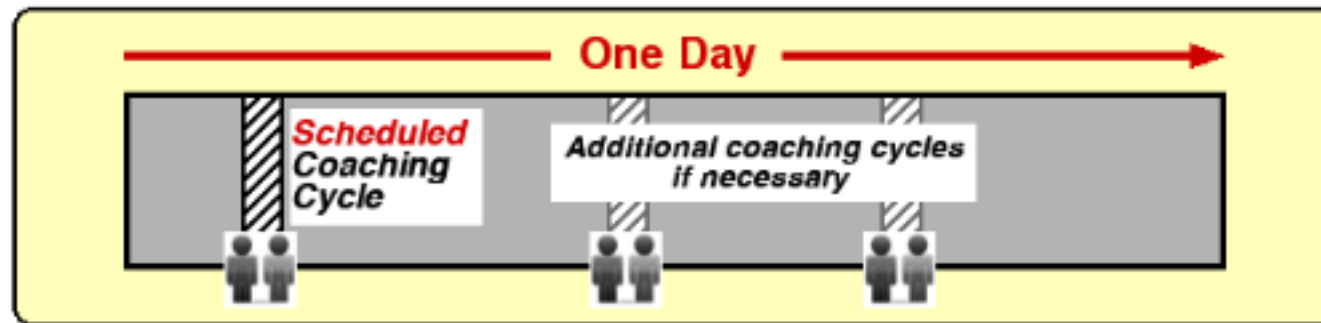 One Day
Scheduled
Coaching
Cycle
Additional coaching cycles
if necessary